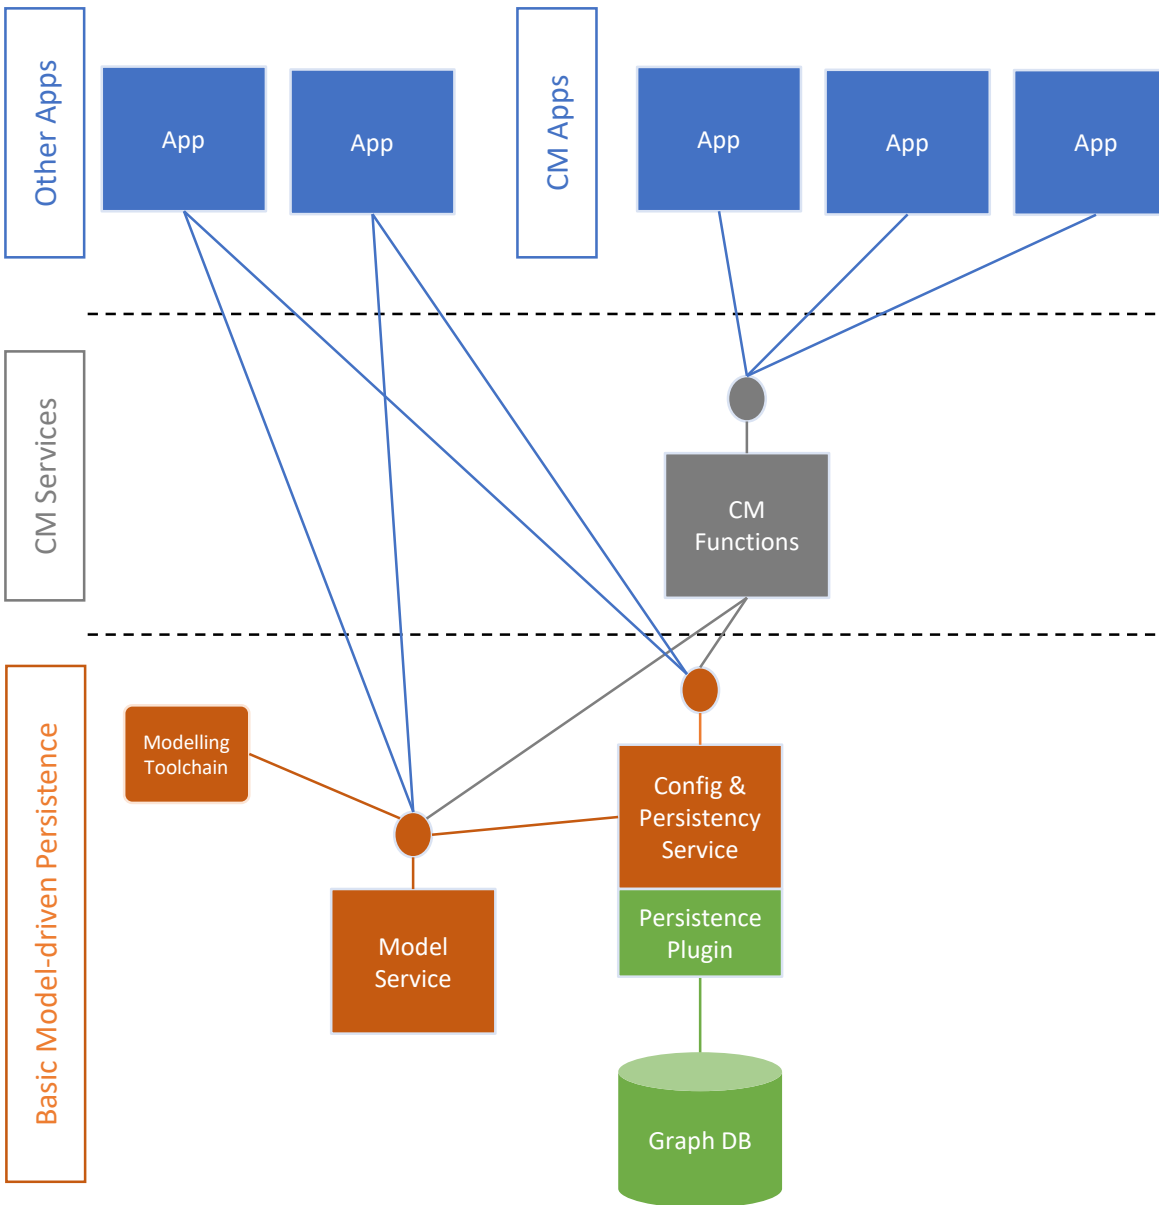 Other Apps
App
App
CM Apps
App
App
App
CM Services
CM
Functions
Basic Model-driven Persistence
Modelling
Toolchain
Config &
Persistency
Service
Persistence
Plugin
Model
Service
Graph DB